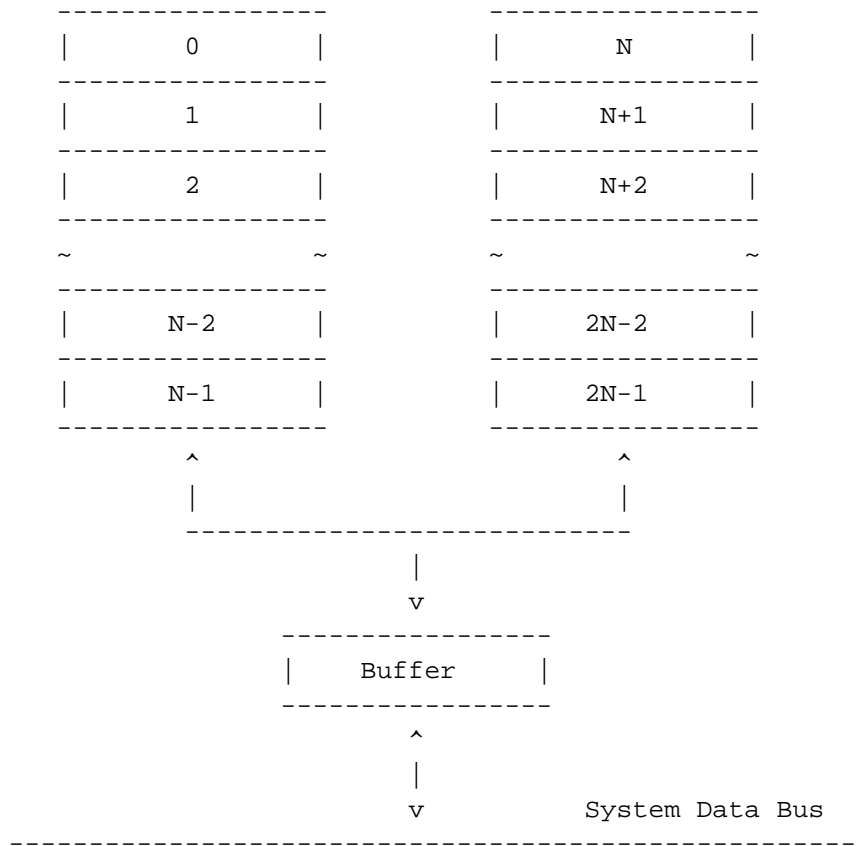 0 N
1 N+1
2 N+2
~ ~ ~ ~
N-2 2N-2
N-1 2N-1
Buffer
System Data Bus